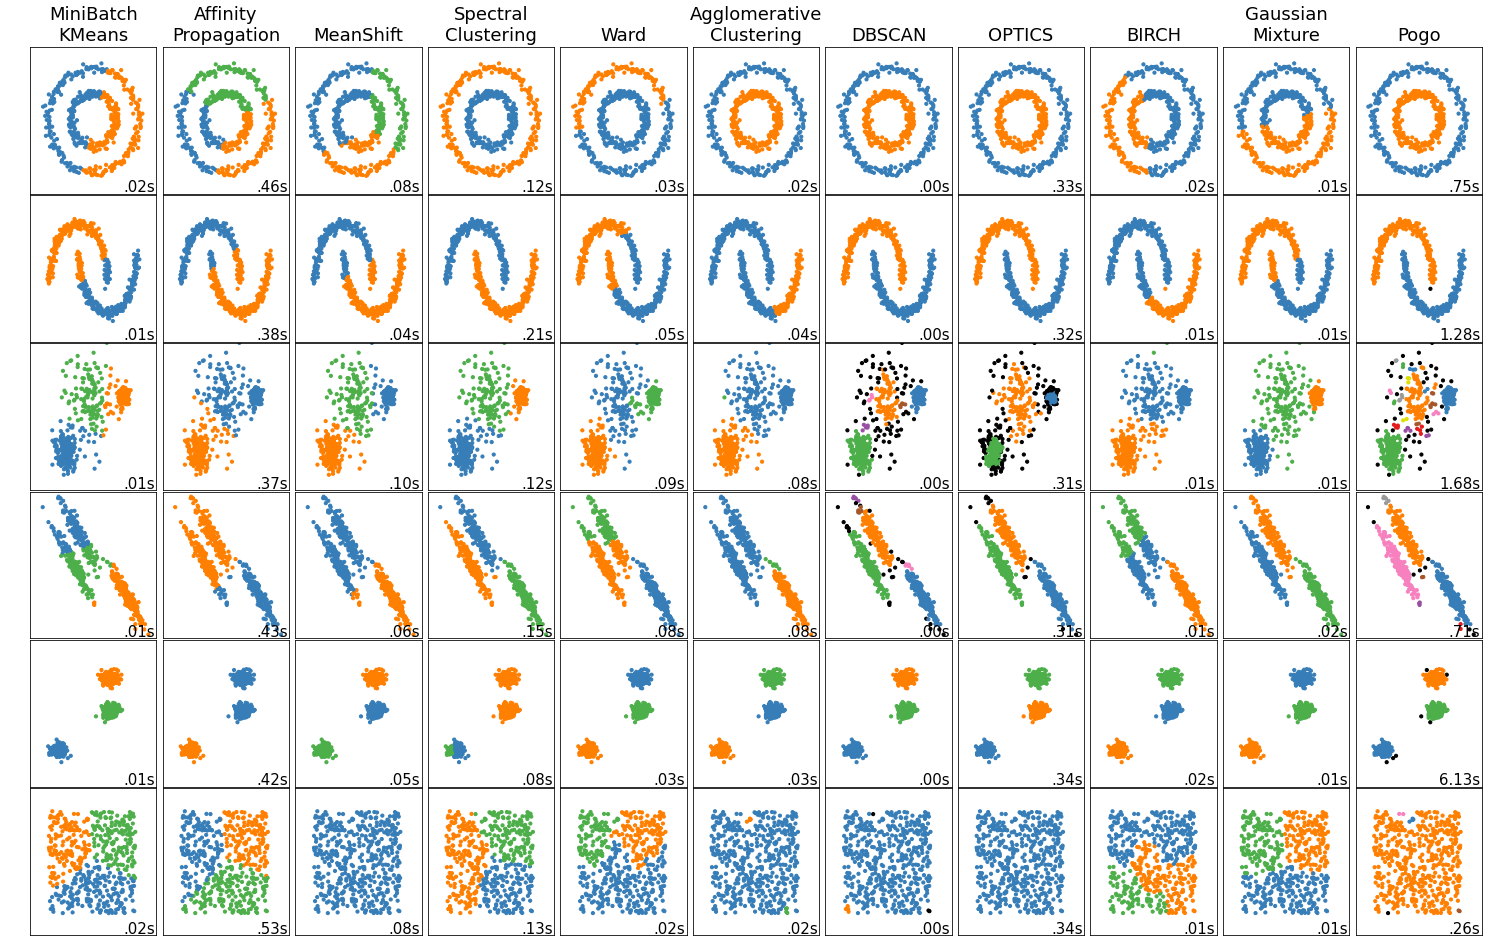 MiniBatch
KMeans
Affinity
Propagation
MeanShift
Spectral
Clustering
Ward
Agglomerative
Clustering
DBSCAN
OPTICS
BIRCH
Gaussian
Mixture
Pogo
.02s .46s .08s .12s .03s .02s .00s .33s .02s .01s .75s
.01s .38s .04s .21s .05s .04s .00s .32s .01s .01s 1.28s
.01s .37s .10s .12s .09s .08s .00s .31s .01s .01s 1.68s
.01s .43s .06s .15s .08s .08s .00s .31s .01s .02s .71s
.01s .42s .05s .08s .03s .03s .00s .34s .02s .01s 6.13s
.02s .53s .08s .13s .02s .02s .00s .34s .01s .01s .26s